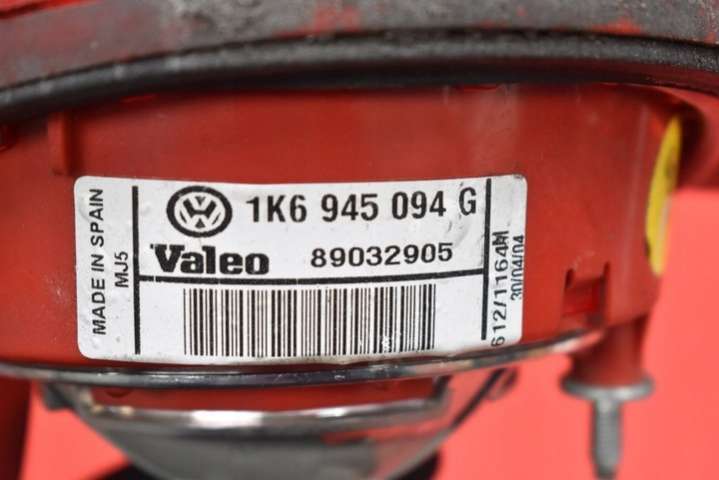 MADE IN SPAIN
MJ5
1K6 945 094 G
Valeo 89032905
612/1164M
30/04/04